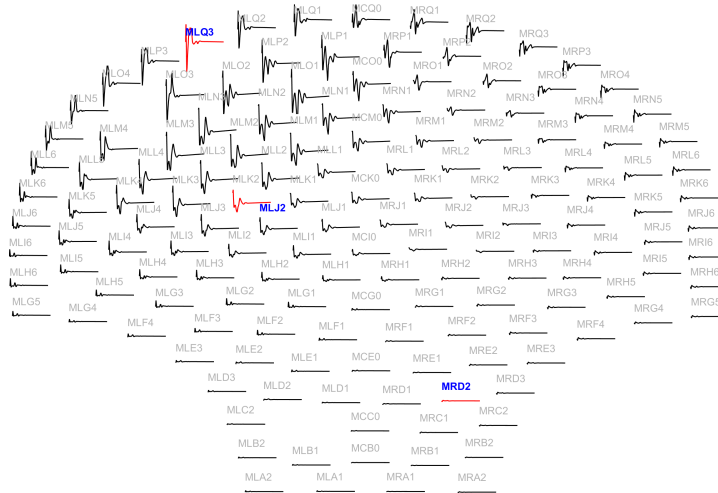 MLQ3 MLQ2 MLQ1 MCQ0 MRQ1 MRQ2 MRQ3
MLP3 MLP2 MLP1 MRP1 MRP2 MRP3
MLO4 MLO3 MLO2 MLO1 MCO0 MRO1 MRO2 MRO3 MRO4
MLN5 MLN3 MLN2 MLN1 MRN1 MRN2 MRN3 MRN4 MRN5
MLM5 MLM4 MLM3 MLM2 MLM1 MCM0 MRM1 MRM2 MRM3 MRM4 MRM5
MLL6 MLL5 MLL4 MLL3 MLL2 MLL1 MRL1 MRL2 MRL3 MRL4 MRL5 MRL6
MLK6 MLK5 MLK4 MLK3 MLK2 MLK1 MCK0 MRK1 MRK2 MRK3 MRK4 MRK5 MRK6
MLJ6 MLJ5 MLJ4 MLJ3 MLJ2 MLJ1 MRJ1 MRJ2 MRJ3 MRJ4 MRJ5
MLI6 MLI5 MLI4 MLI3 MLI2 MLI1 MCI0 MRI1 MRI2 MRI3 MRI4 MRI5 MRI6
MLH6 MLH5 MLH4 MLH3 MLH2 MLH1 MRH1 MRH2 MRH3 MRH4 MRH5 MRH6
MLG5 MLG4 MLG3 MLG2 MLG1 MCG0 MRG1 MRG2 MRG3 MRG4 MRG5
MLF4 MLF3 MLF2 MLF1 MRF1 MRF2 MRF3 MRF4
MLE3 MLE2 MLE1 MCE0 MRE1 MRE2 MRE3
MLD3 MLD2 MLD1 MRD1 MRD2 MRD3
MLC2 MCC0 MRC1 MRC2
MLB2 MLB1 MCB0 MRB1 MRB2
MLA2 MLA1 MRA1 MRA2